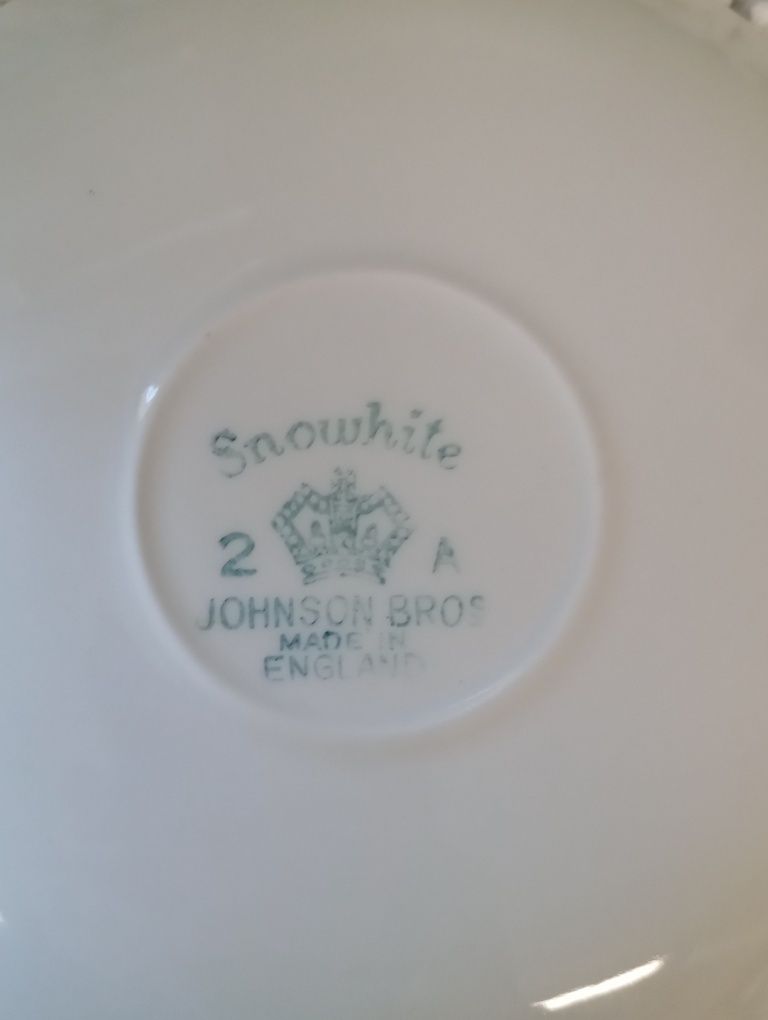 Snowhite
2 A
JOHNSON BROS
MADE IN
ENGLAND